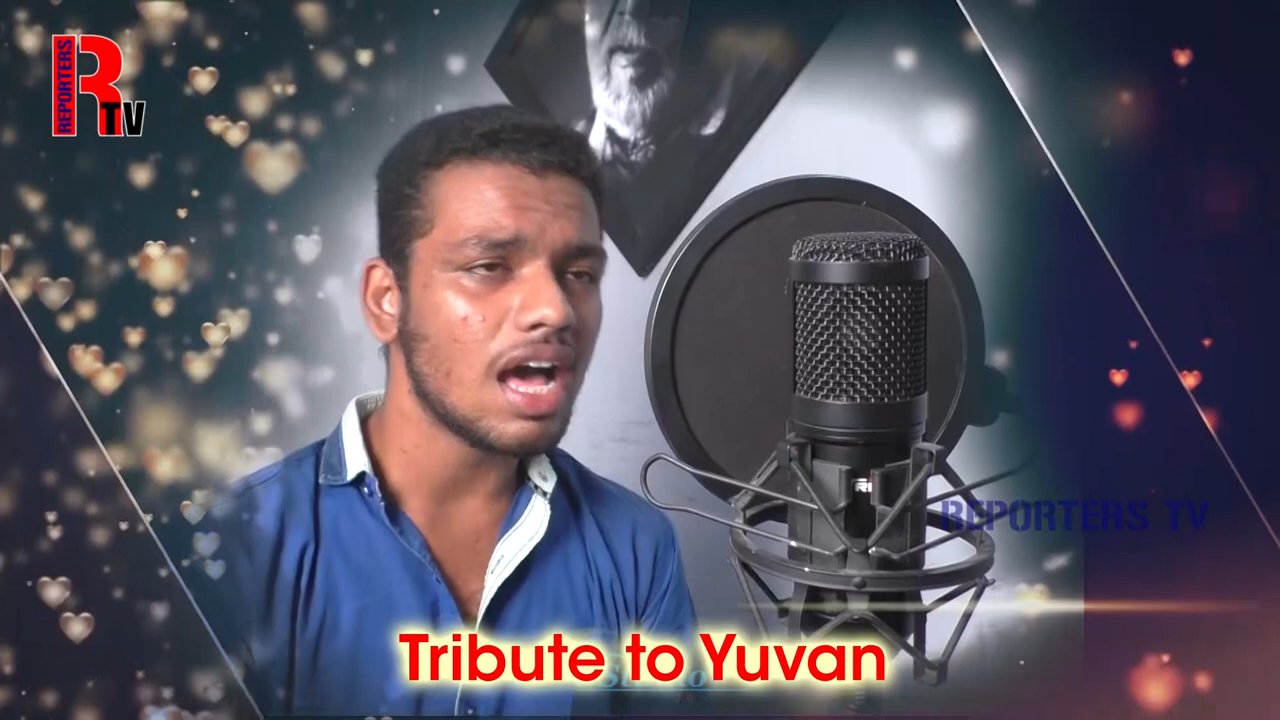 REPORTERS
R
TV
REPORTERS TV
Tribute to Yuvan